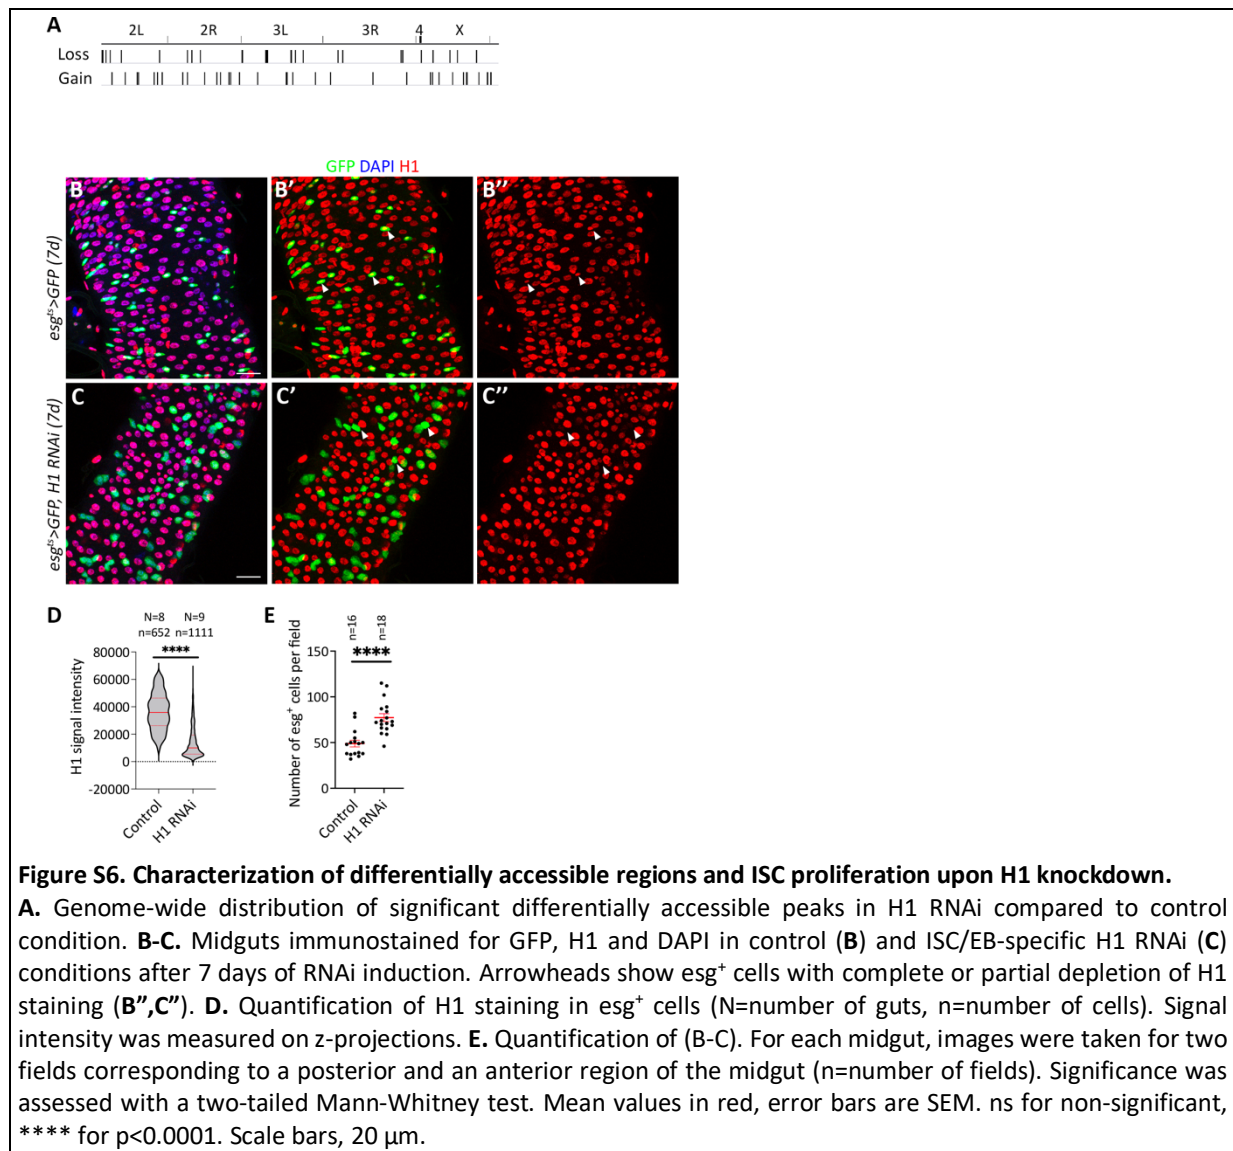 A
2L 2R 3L 3R 4 X
Loss
Gain
GFP DAPI H1
B B' B''
esgts>GFP (7d)
C C' C''
esgts>GFP, H1 RNAi (7d)
D
N=8 N=9
n=652 n=1111
****
80000
60000
40000
20000
0
-20000
H1 signal intensity
Control H1 RNAi
E
n=16 n=18
****
150
100
50
0
Number of esg+ cells per field
Control H1 RNAi
Figure S6. Characterization of differentially accessible regions and ISC proliferation upon H1 knockdown.
A. Genome-wide distribution of significant differentially accessible peaks in H1 RNAi compared to control
condition. B-C. Midguts immunostained for GFP, H1 and DAPI in control (B) and ISC/EB-specific H1 RNAi (C)
conditions after 7 days of RNAi induction. Arrowheads show esg+ cells with complete or partial depletion of H1
staining (B'',C''). D. Quantification of H1 staining in esg+ cells (N=number of guts, n=number of cells). Signal
intensity was measured on z-projections. E. Quantification of (B-C). For each midgut, images were taken for two
fields corresponding to a posterior and an anterior region of the midgut (n=number of fields). Significance was
assessed with a two-tailed Mann-Whitney test. Mean values in red, error bars are SEM. ns for non-significant,
**** for p<0.0001. Scale bars, 20 µm.